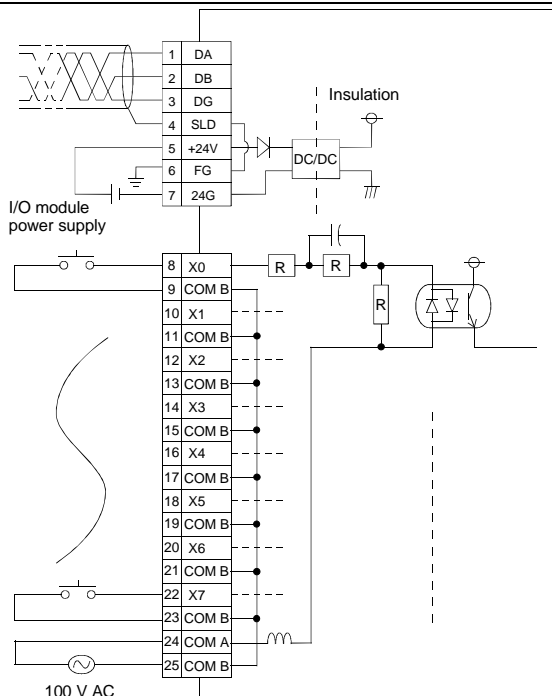 1 DA
2 DB
3 DG
4 SLD
5 +24V
6 FG
7 24G
Insulation
DC/DC
I/O module
power supply
8 X0
R
R
R
9 COM B
10 X1
11 COM B
12 X2
13 COM B
14 X3
15 COM B
16 X4
17 COM B
18 X5
19 COM B
20 X6
21 COM B
22 X7
23 COM B
24 COM A
25 COM B
100 V AC